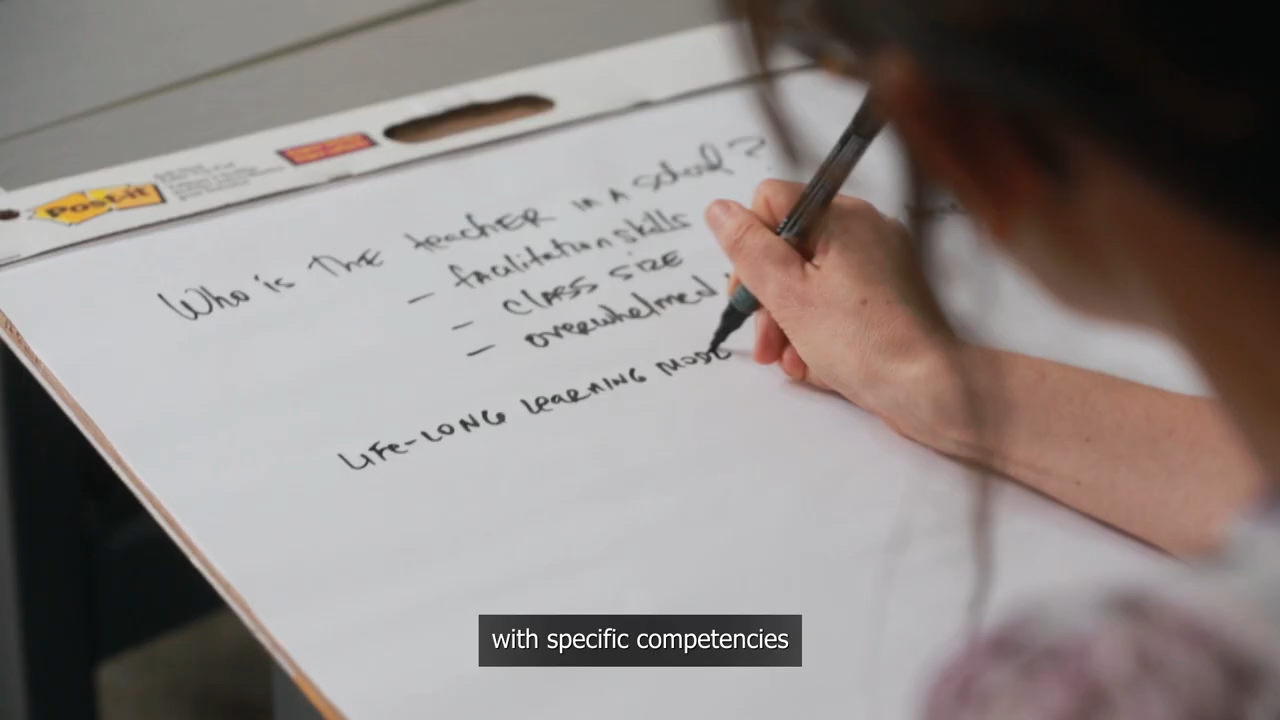 Post-it
Who is THE teacHER in A School?
– facilitation skills
– CLASS SIZE
– overwhelmed
Life-LONG LearNING MODE
with specific competencies